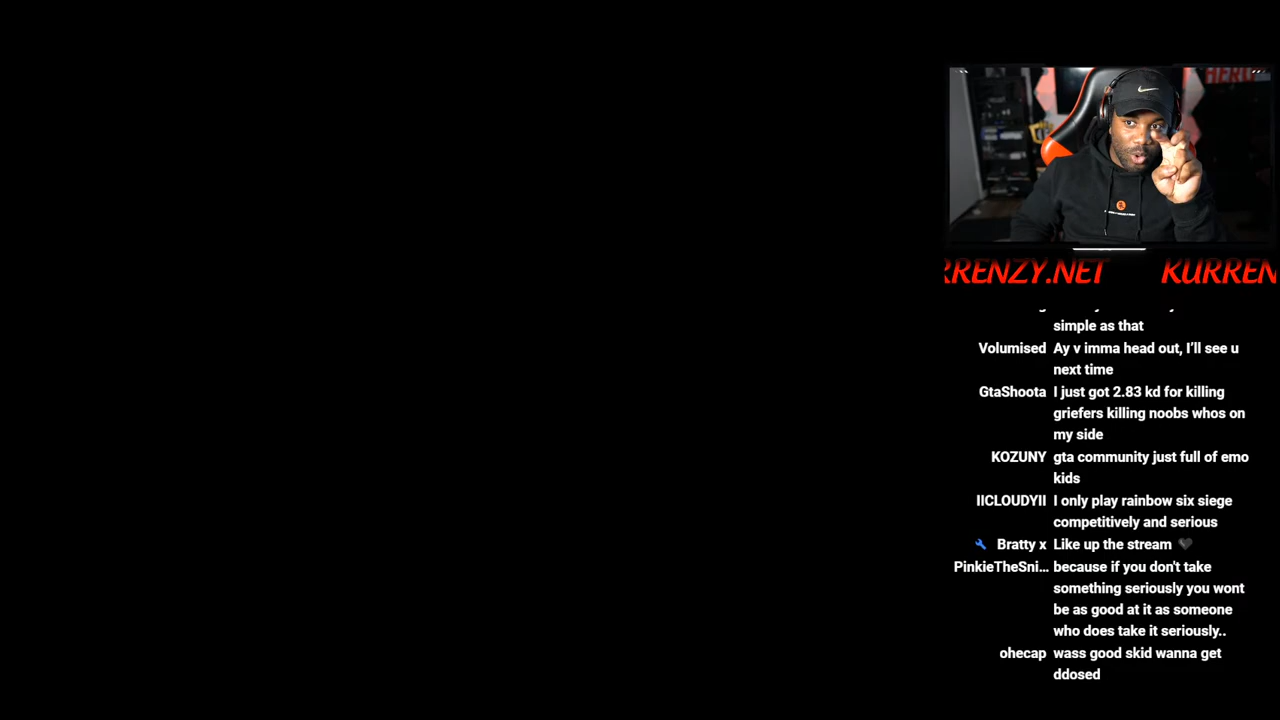 HERO
RRENZY.NET KURREN
simple as that
Volumised Ay v imma head out, I’ll see u
next time
GtaShoota I just got 2.83 kd for killing
griefers killing noobs whos on
my side
KOZUNY gta community just full of emo
kids
IICLOUDYII I only play rainbow six siege
competitively and serious
Bratty x Like up the stream 🖤
PinkieTheSni... because if you don't take
something seriously you wont
be as good at it as someone
who does take it seriously..
ohecap wass good skid wanna get
ddosed